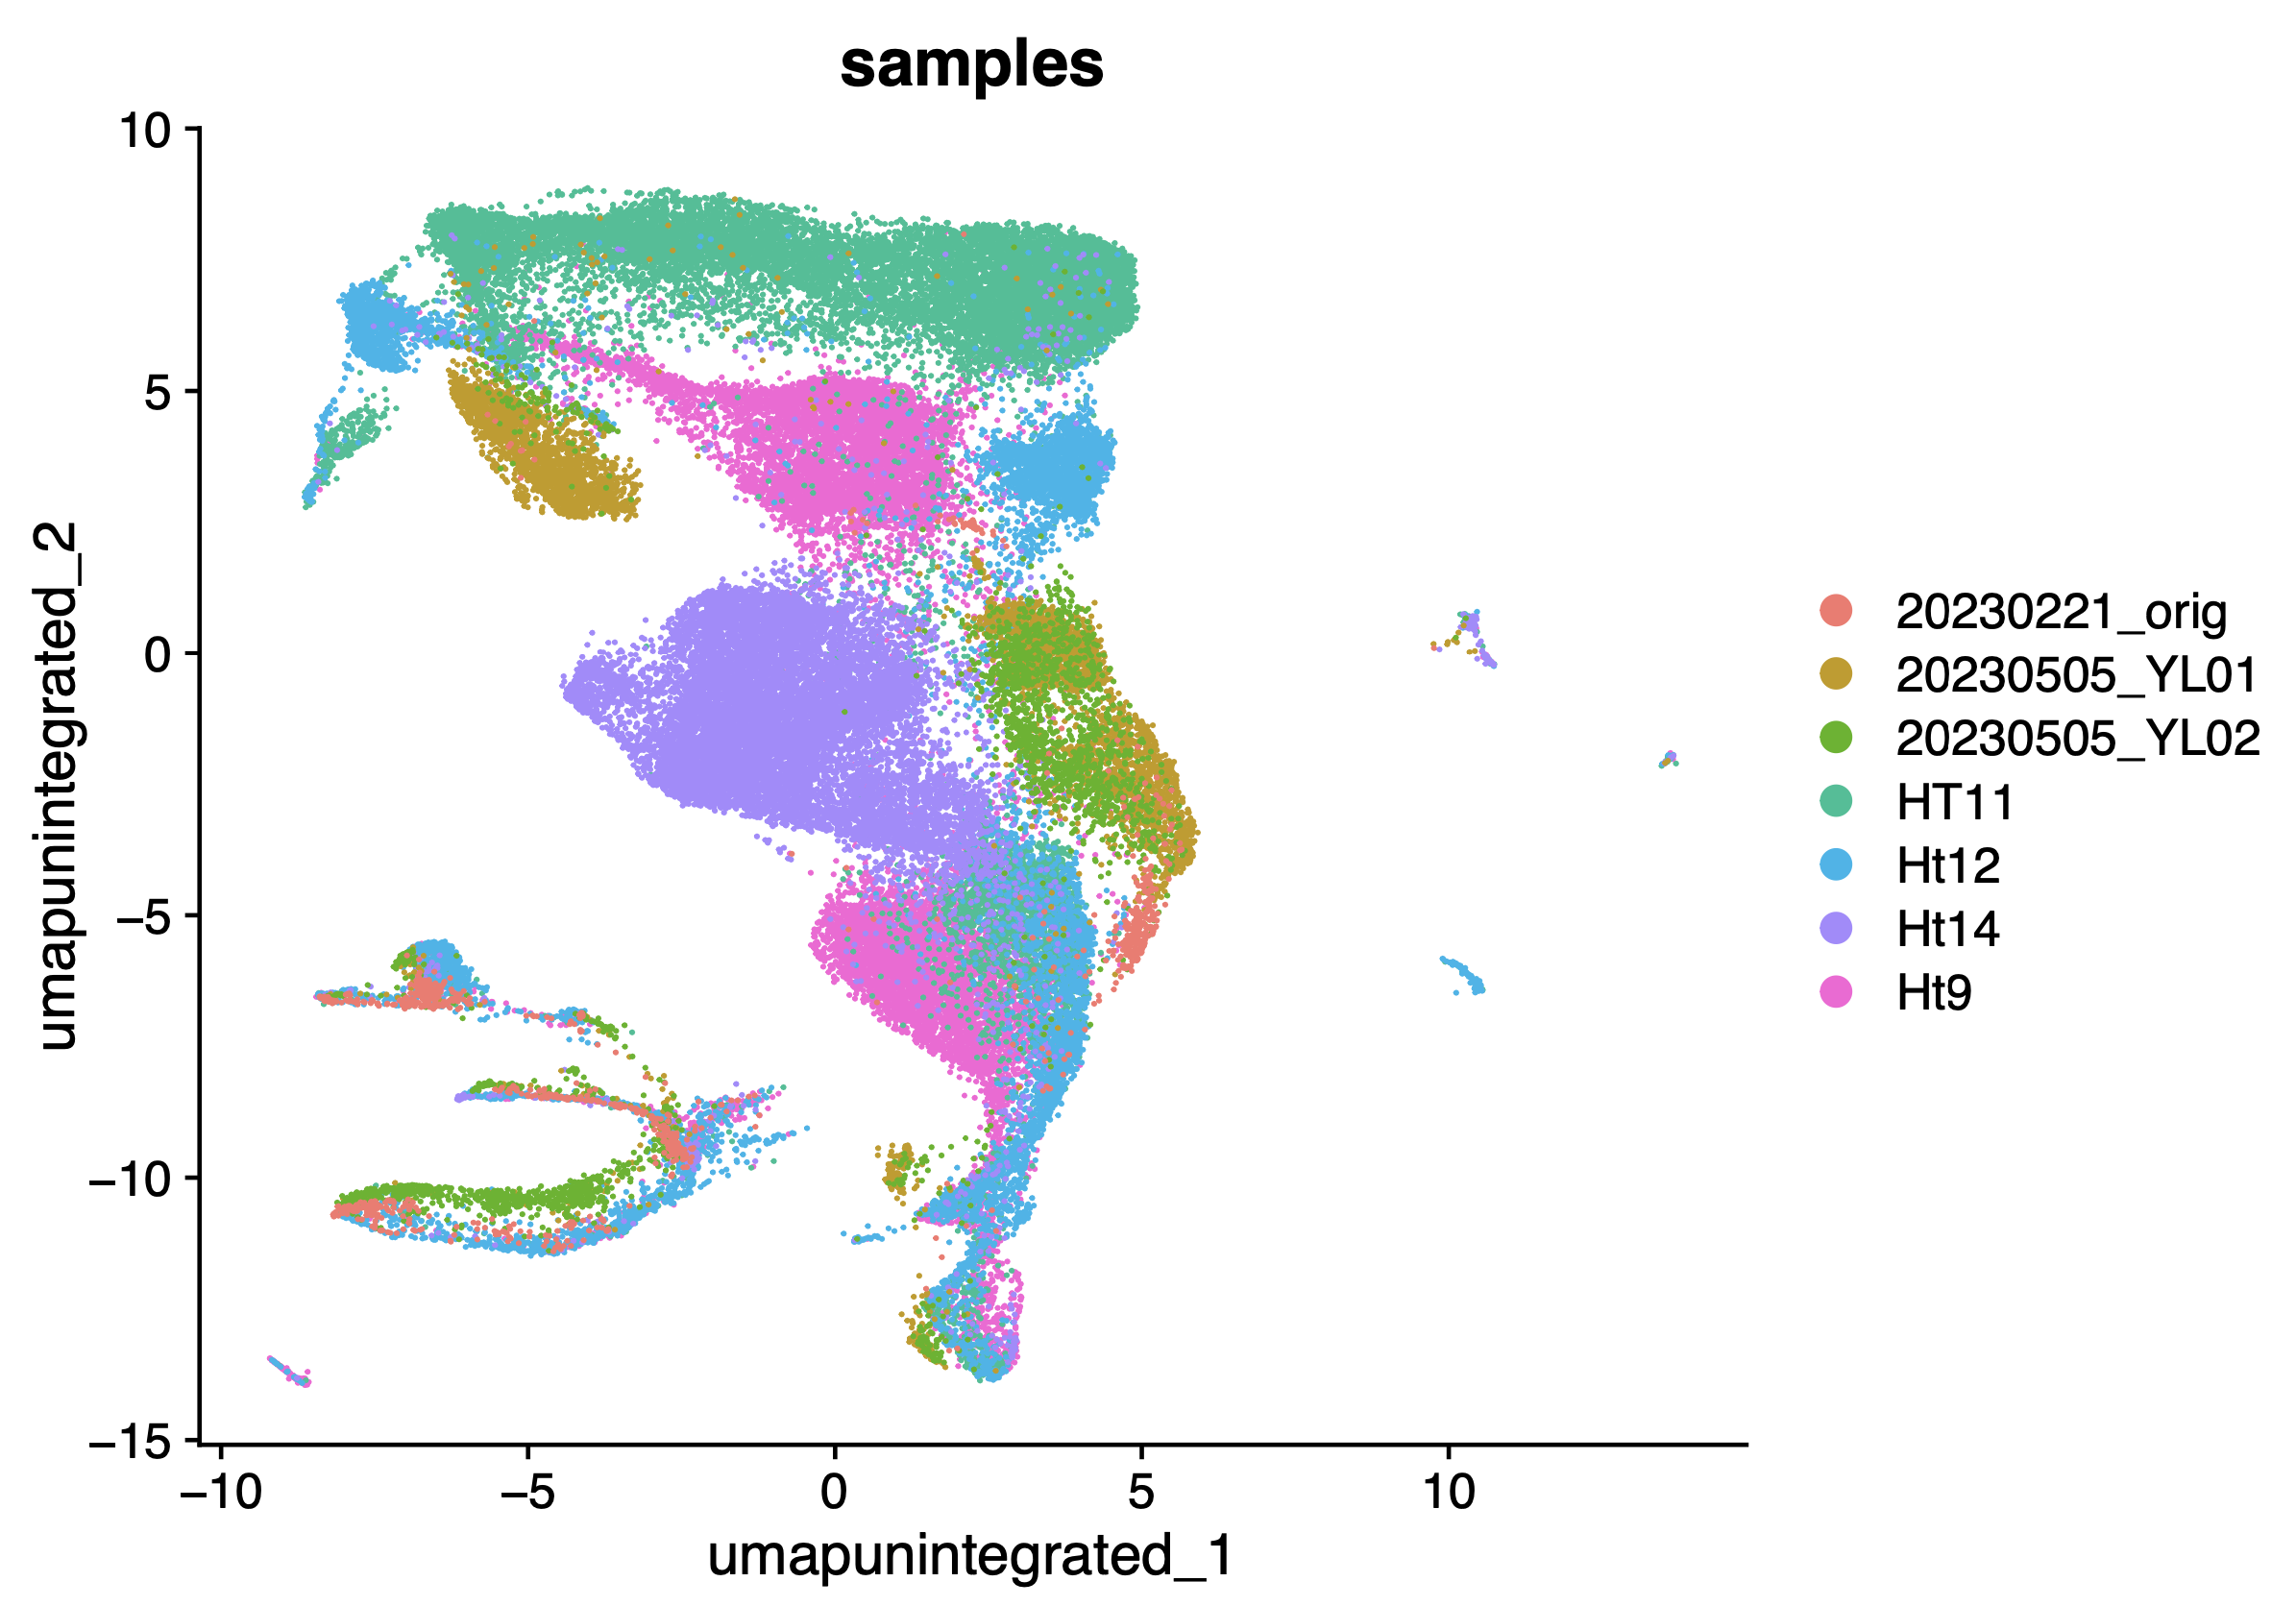 samples
10
5
0
−5
−10
−15
umapunintegrated_2
−10
−5
0
5
10
umapunintegrated_1
20230221_orig
20230505_YL01
20230505_YL02
HT11
Ht12
Ht14
Ht9